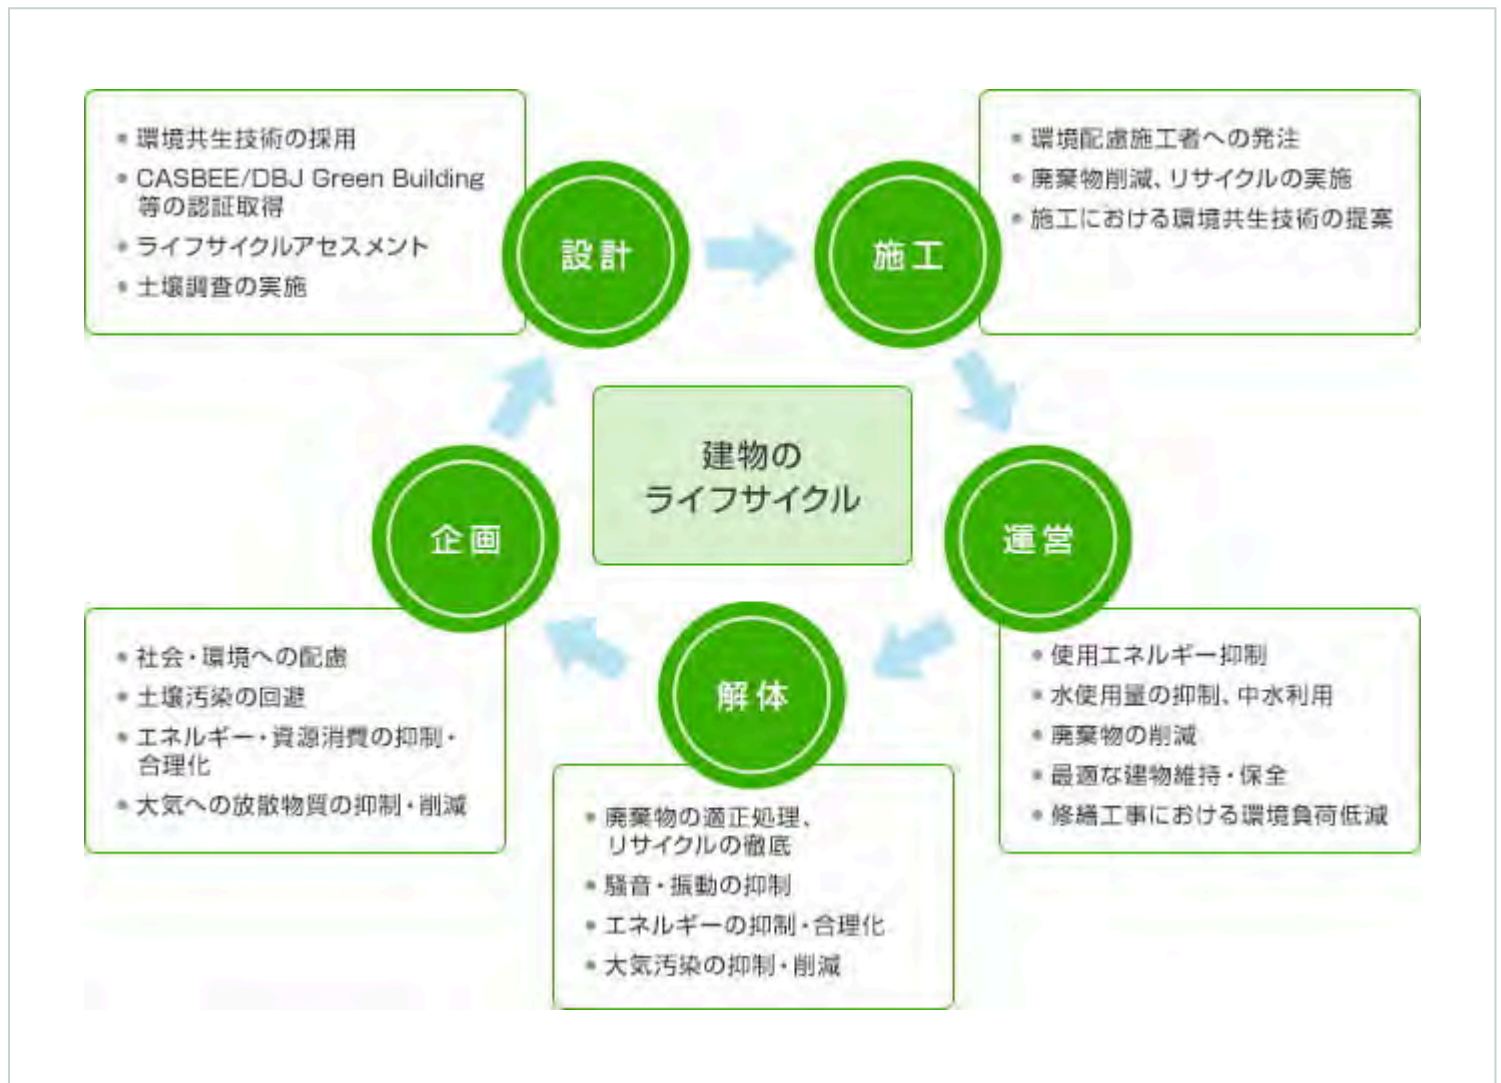 • 環境共生技術の採用
• CASBEE/DBJ Green Building
等の認証取得
• ライフサイクルアセスメント
• 土壌調査の実施
設計
施工
• 環境配慮施工者への発注
• 廃棄物削減、リサイクルの実施
• 施工における環境共生技術の提案
建物の
ライフサイクル
企画
• 社会・環境への配慮
• 土壌汚染の回避
• エネルギー・資源消費の抑制・
合理化
• 大気への放散物質の抑制・削減
解体
• 廃棄物の適正処理、
リサイクルの徹底
• 騒音・振動の抑制
• エネルギーの抑制・合理化
• 大気汚染の抑制・削減
運営
• 使用エネルギー抑制
• 水使用量の抑制、中水利用
• 廃棄物の削減
• 最適な建物維持・保全
• 修繕工事における環境負荷低減